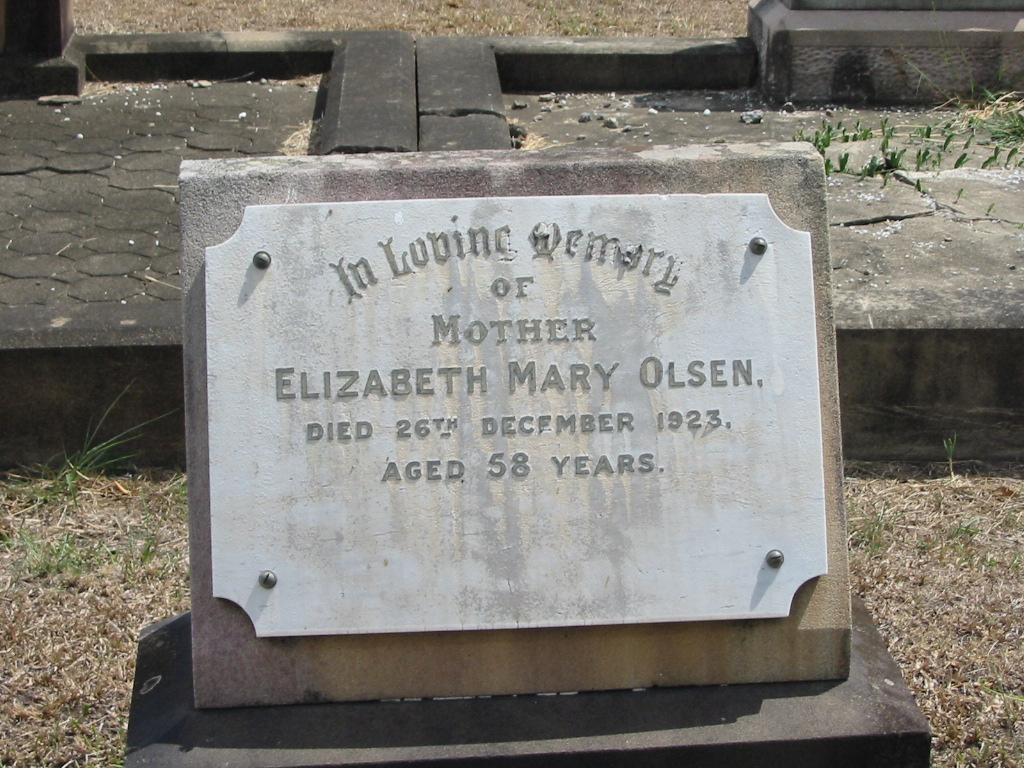 In Loving Memory
OF
MOTHER
ELIZABETH MARY OLSEN,
DIED 26TH DECEMBER 1923,
AGED 58 YEARS.